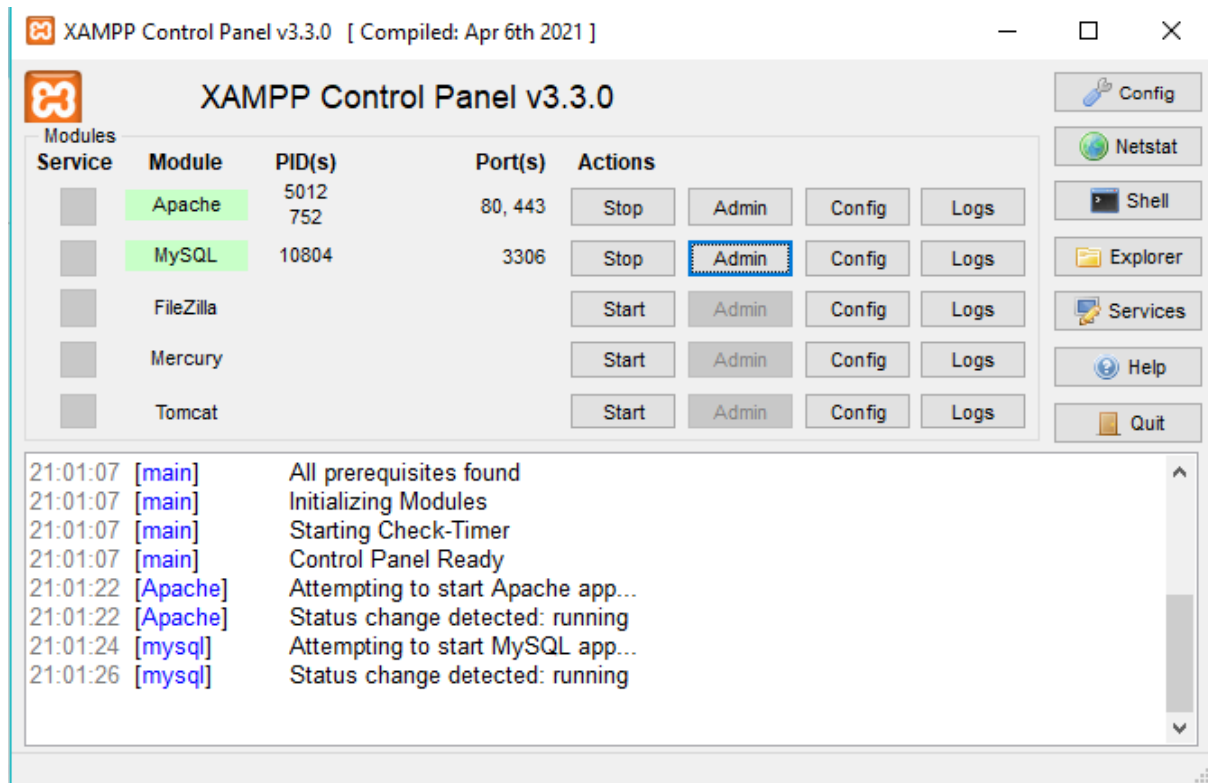 XAMPP Control Panel v3.3.0 [ Compiled: Apr 6th 2021 ]
XAMPP Control Panel v3.3.0
Config
Modules
Service Module PID(s) Port(s) Actions
Netstat
Apache 5012 752 80, 443 Stop Admin Config Logs
Shell
MySQL 10804 3306 Stop Admin Config Logs
Explorer
FileZilla Start Admin Config Logs
Services
Mercury Start Admin Config Logs
Help
Tomcat Start Admin Config Logs
Quit
21:01:07 [main] All prerequisites found
21:01:07 [main] Initializing Modules
21:01:07 [main] Starting Check-Timer
21:01:07 [main] Control Panel Ready
21:01:22 [Apache] Attempting to start Apache app...
21:01:22 [Apache] Status change detected: running
21:01:24 [mysql] Attempting to start MySQL app...
21:01:26 [mysql] Status change detected: running